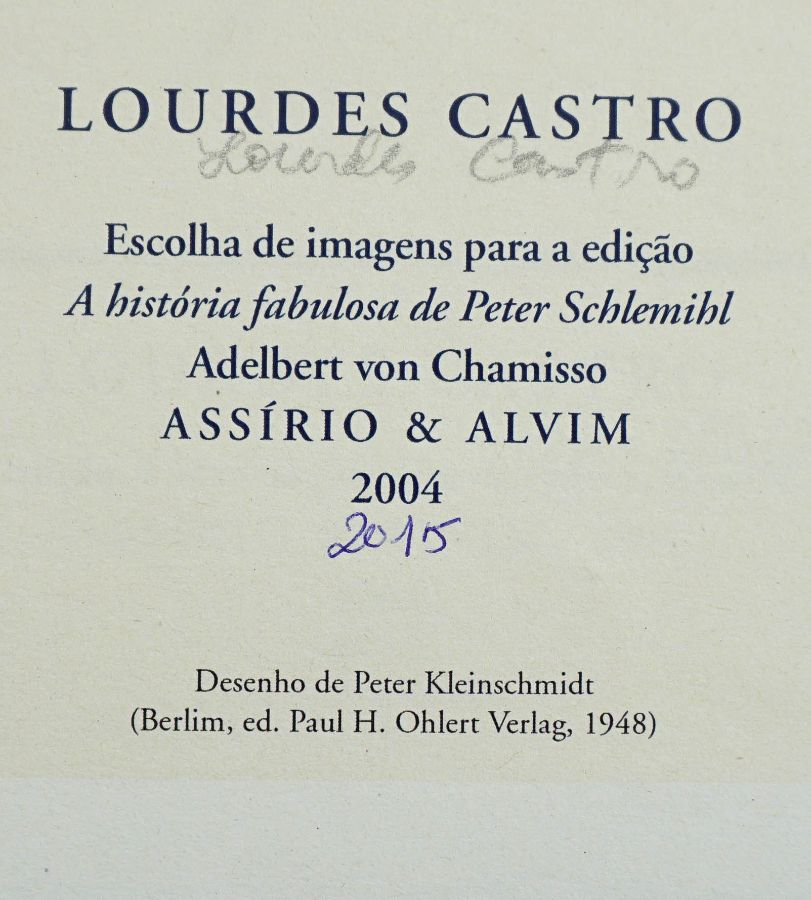 LOURDES CASTRO
Lourdes Castro
Escolha de imagens para a edição
A história fabulosa de Peter Schlemihl
Adelbert von Chamisso
ASSÍRIO & ALVIM
2004
2015
Desenho de Peter Kleinschmidt
(Berlim, ed. Paul H. Ohlert Verlag, 1948)